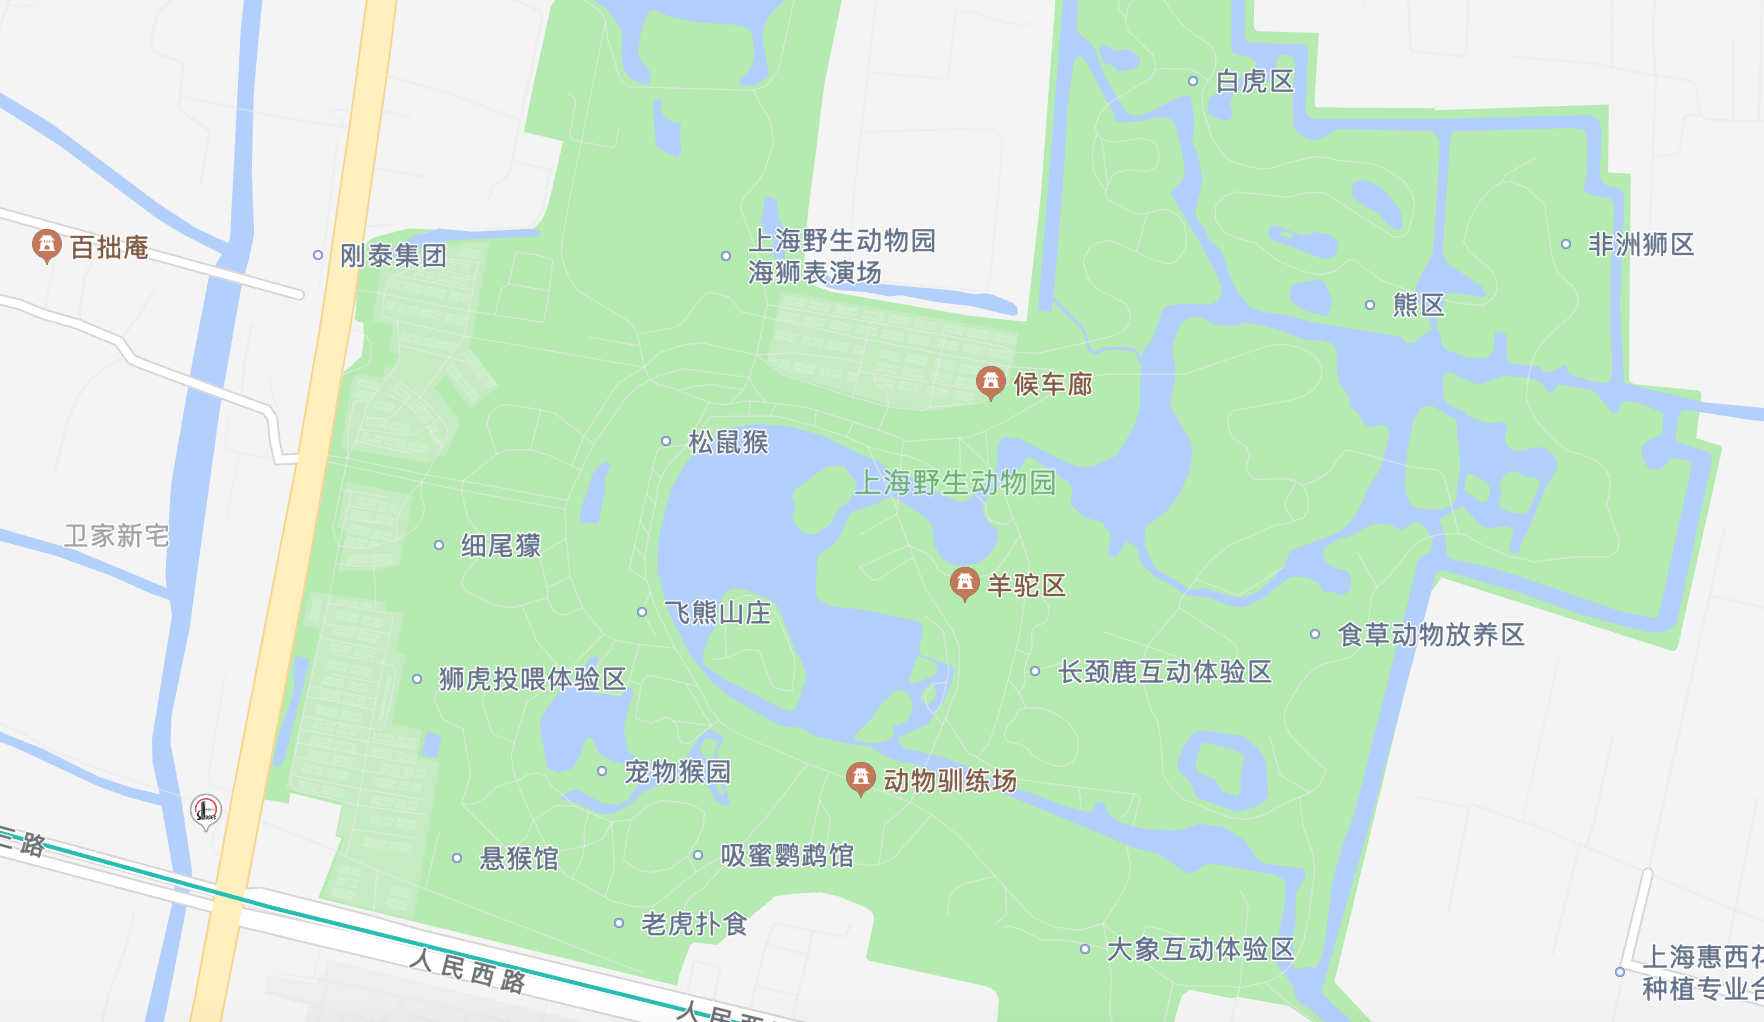 白虎区
百拙庵
刚泰集团
上海野生动物园
海狮表演场
非洲狮区
熊区
候车廊
松鼠猴
上海野生动物园
卫家新宅
细尾獴
羊驼区
飞熊山庄
食草动物放养区
长颈鹿互动体验区
狮虎投喂体验区
宠物猴园
动物驯练场
三路
悬猴馆
吸蜜鹦鹉馆
老虎扑食
大象互动体验区
人民西路
上海惠西花
种植专业合
人民西